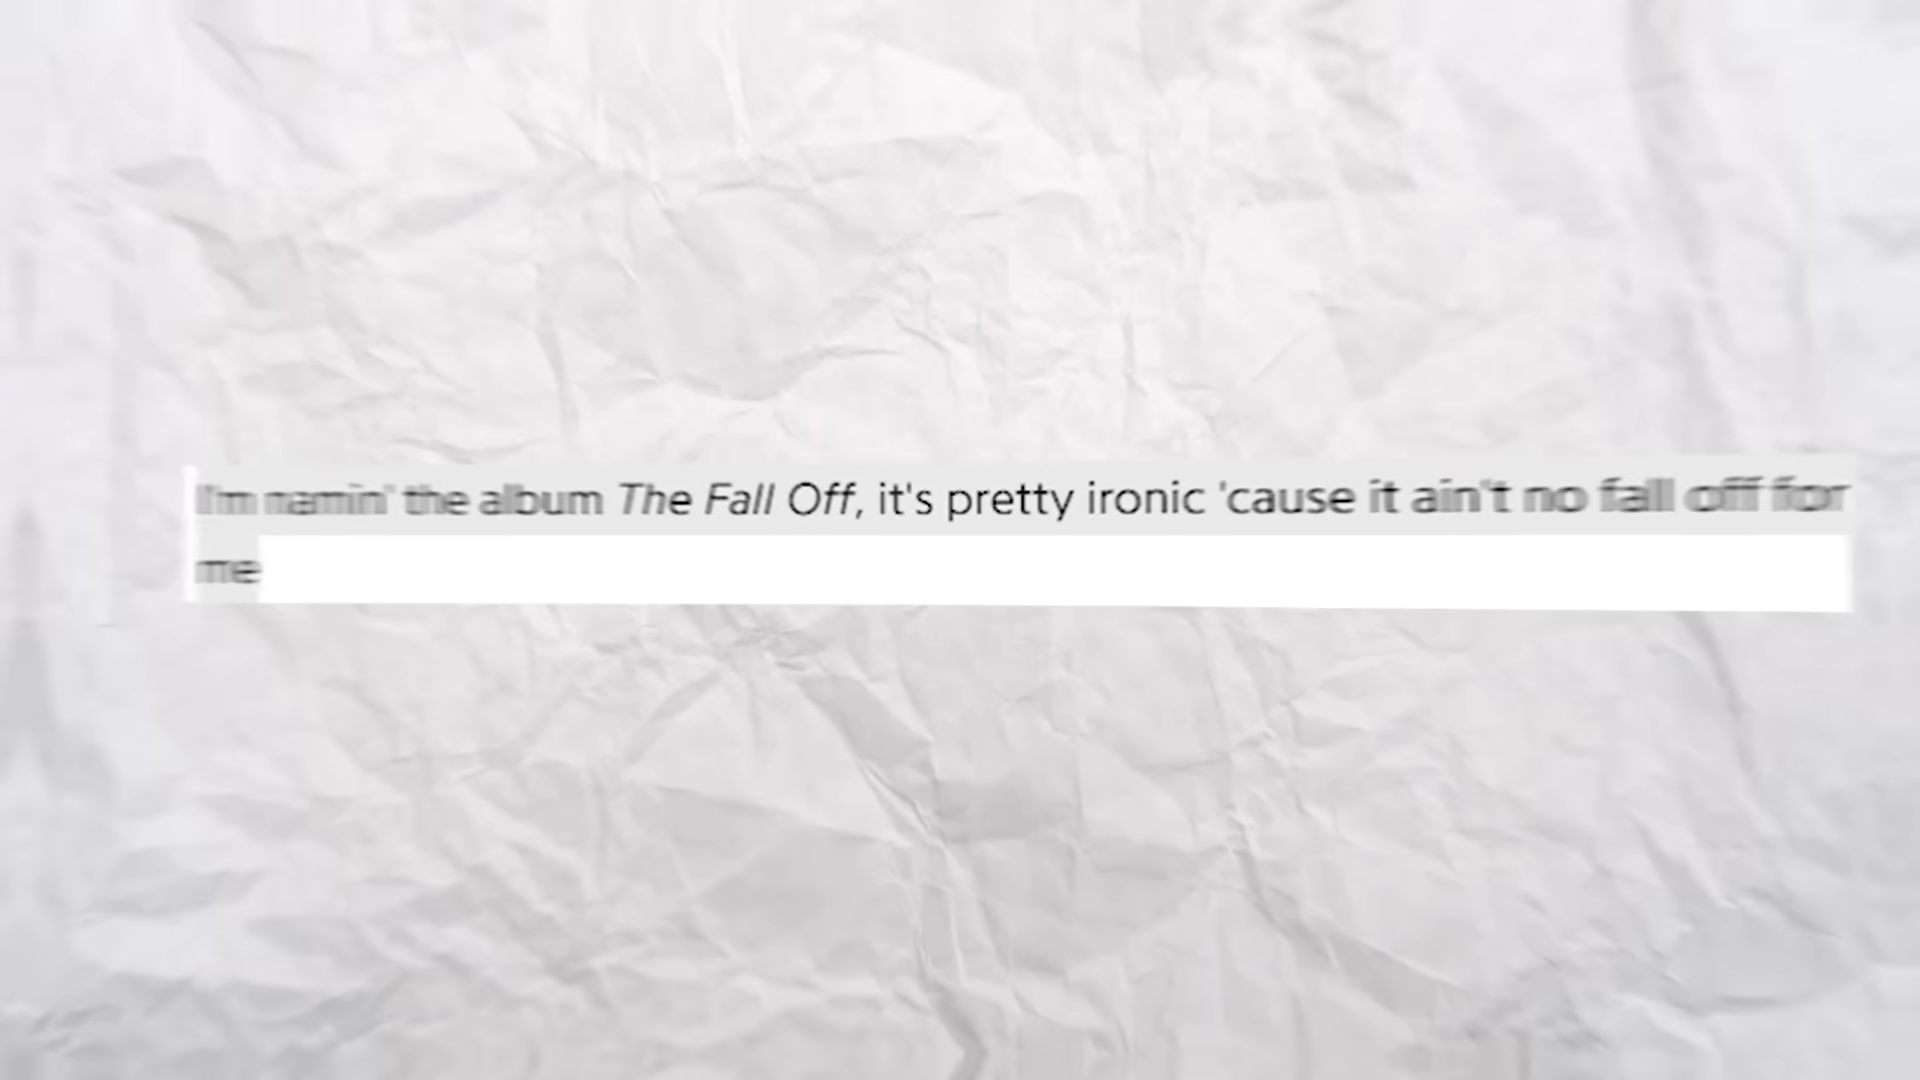 I'm namin' the album The Fall Off, it's pretty ironic 'cause it ain't no fall off for
me